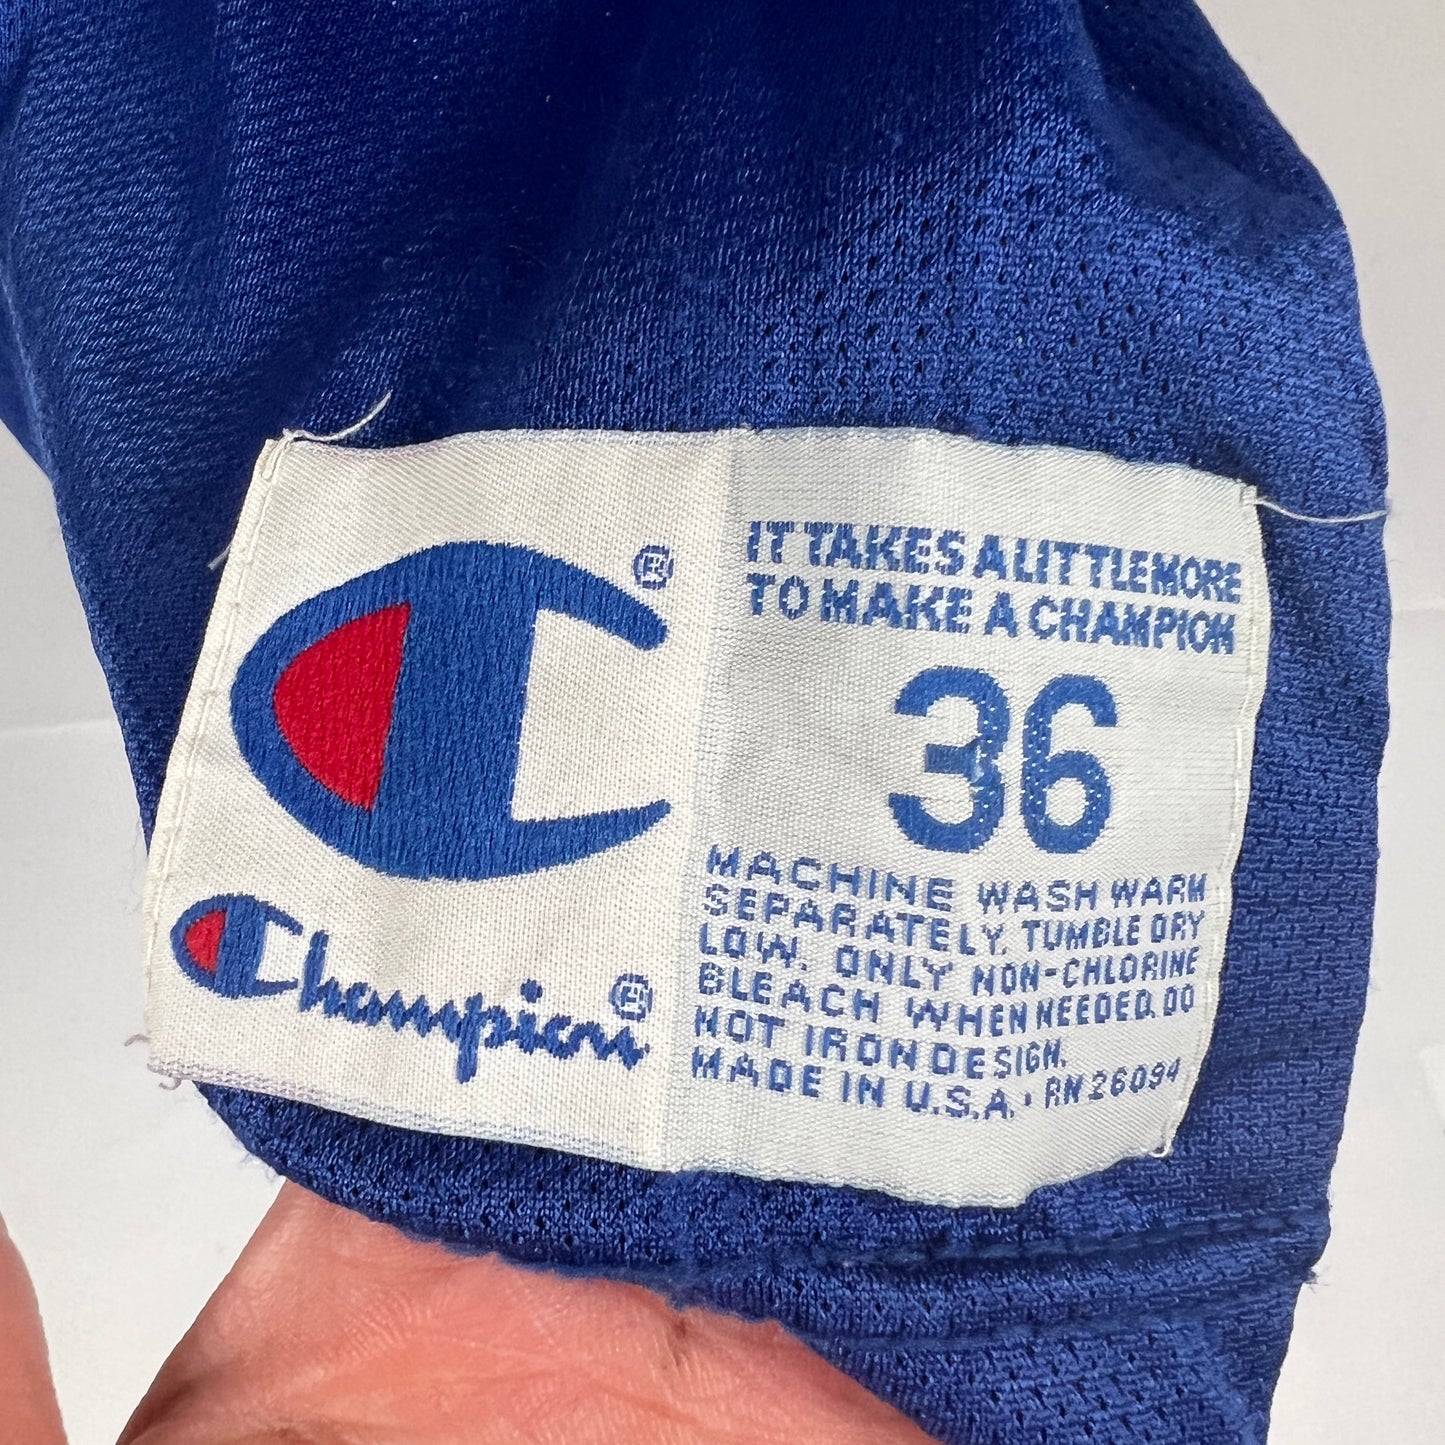 ®
Champion®
IT TAKES A LITTLE MORE
TO MAKE A CHAMPION
36
MACHINE WASH WARM
SEPARATELY. TUMBLE DRY
LOW. ONLY NON-CHLORINE
BLEACH WHEN NEEDED. DO
NOT IRON DESIGN.
MADE IN U.S.A. · RN 26094